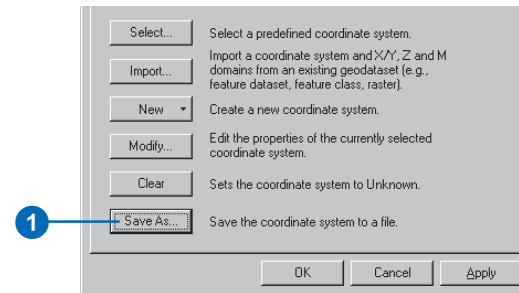 Select... Select a predefined coordinate system.
Import a coordinate system and X/Y, Z and M
Import... domains from an existing geodataset (e.g.,
feature dataset, feature class, raster).
New Create a new coordinate system.
Edit the properties of the currently selected
Modify... coordinate system.
Clear Sets the coordinate system to Unknown.
1 Save As... Save the coordinate system to a file.
OK Cancel Apply